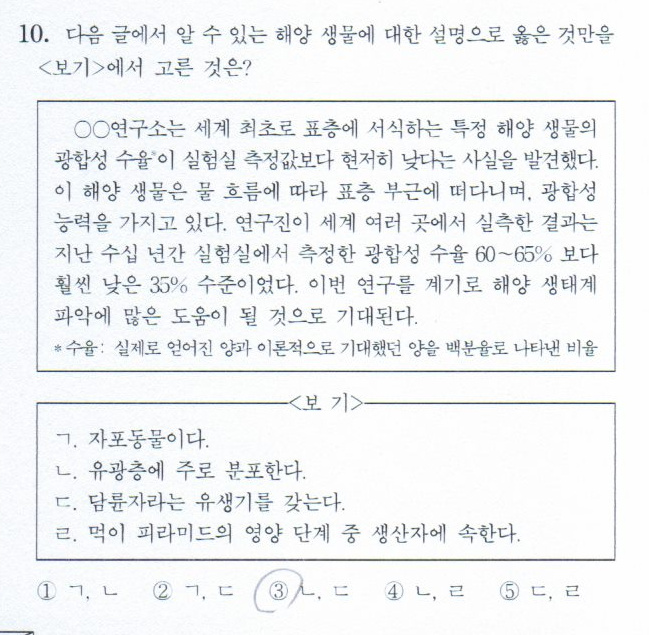 10. 다음 글에서 알 수 있는 해양 생물에 대한 설명으로 옳은 것만을
<보기>에서 고른 것은?
○○연구소는 세계 최초로 표층에 서식하는 특정 해양 생물의
광합성 수율*이 실험실 측정값보다 현저히 낮다는 사실을 발견했다.
이 해양 생물은 물 흐름에 따라 표층 부근에 떠다니며, 광합성
능력을 가지고 있다. 연구진이 세계 여러 곳에서 실측한 결과는
지난 수십 년간 실험실에서 측정한 광합성 수율 60~65% 보다
훨씬 낮은 35% 수준이었다. 이번 연구를 계기로 해양 생태계
파악에 많은 도움이 될 것으로 기대된다.
* 수율: 실제로 얻어진 양과 이론적으로 기대했던 양을 백분율로 나타낸 비율
<보 기>
ㄱ. 자포동물이다.
ㄴ. 유광층에 주로 분포한다.
ㄷ. 담륜자라는 유생기를 갖는다.
ㄹ. 먹이 피라미드의 영양 단계 중 생산자에 속한다.
① ㄱ, ㄴ ② ㄱ, ㄷ ③ ㄴ, ㄷ ④ ㄴ, ㄹ ⑤ ㄷ, ㄹ